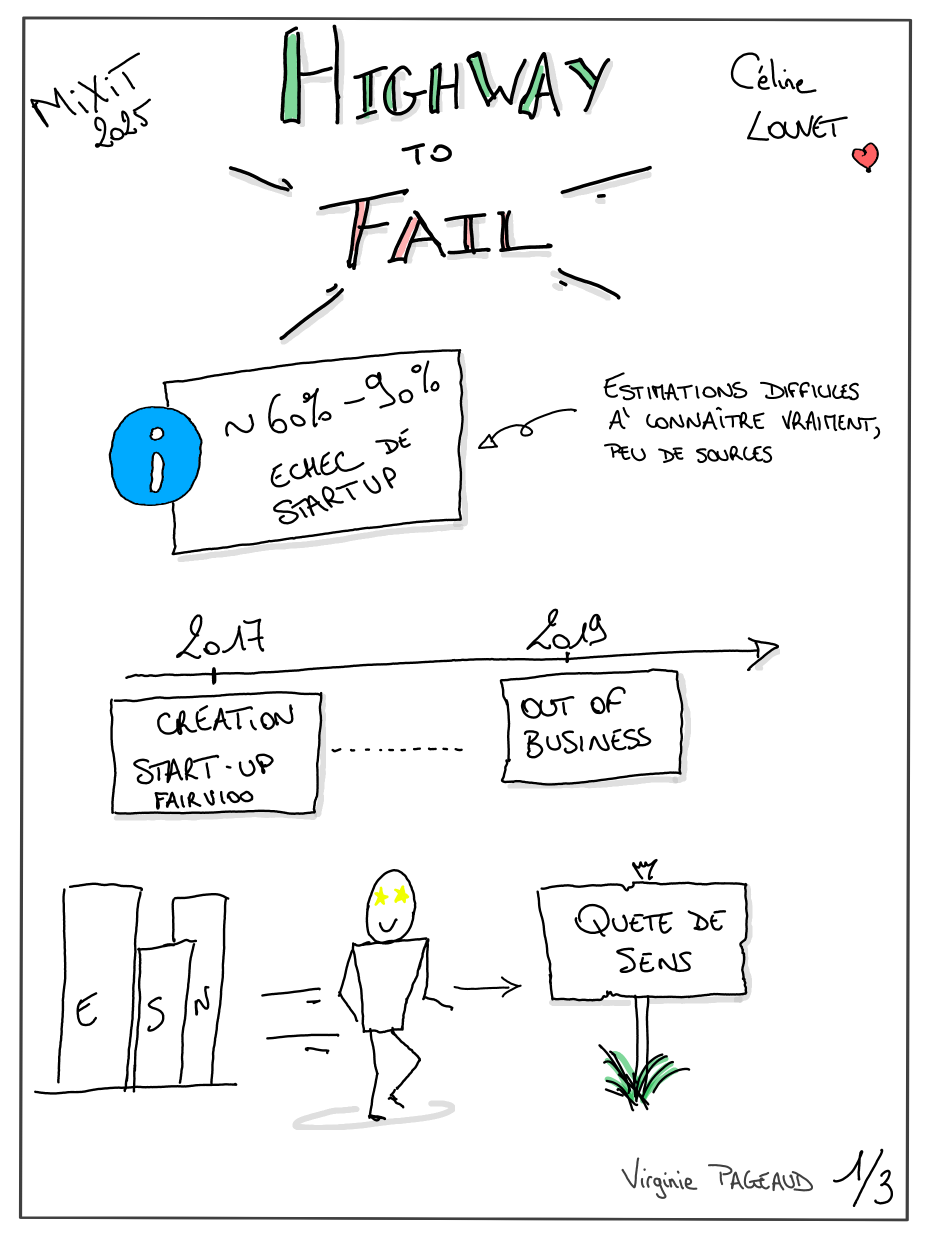 MiXiT
2025
HIGHWAY
TO
FAIL
Céline
LOUVET
i
~ 60% - 90%
ECHEC DE
STARTUP
ESTIMATIONS DIFFICILES
A' CONNAÎTRE VRAIMENT,
PEU DE SOURCES
2017
2019
CRÉATION
START-UP
FAIRVIOO
OUT OF
BUSINESS
E S N
QUETE DE
SENS
Virginie PAGEAUD
1/3